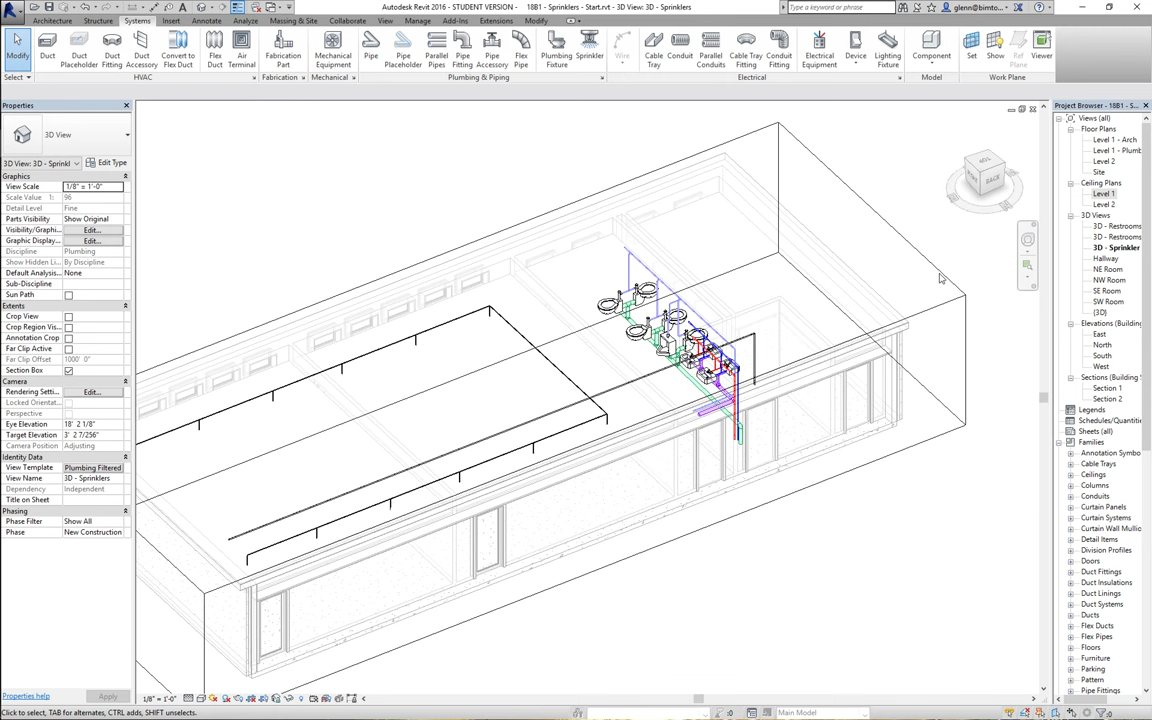 Autodesk Revit 2016 - STUDENT VERSION - 18B1 - Sprinklers - Start.rvt - 3D View: 3D - Sprinklers
Type a keyword or phrase
glenn@bimto...
Architecture Structure Systems Insert Annotate Analyze Massing & Site Collaborate View Manage Add-Ins Extensions Modify
Modify
Duct
Duct Placeholder
Duct Fitting
Duct Accessory
Convert to Flex Duct
Flex Duct
Air Terminal
Fabrication Part
Mechanical Equipment
Pipe
Pipe Placeholder
Parallel Pipes
Pipe Fitting
Pipe Accessory
Flex Pipe
Plumbing Fixture
Sprinkler
Wire
Cable Tray
Conduit
Parallel Conduits
Cable Tray Fitting
Conduit Fitting
Electrical Equipment
Device
Lighting Fixture
Component
Set
Show
Ref Plane
Viewer
Select HVAC Fabrication Mechanical Plumbing & Piping Electrical Model Work Plane
Properties
3D View
3D View: 3D - Sprinkl Edit Type
Graphics
View Scale 1/8" = 1'-0"
Scale Value 1: 96
Detail Level Fine
Parts Visibility Show Original
Visibility/Graphi... Edit...
Graphic Display... Edit...
Discipline Plumbing
Show Hidden Li... By Discipline
Default Analysis... None
Sub-Discipline
Sun Path
Extents
Crop View
Crop Region Vis...
Annotation Crop
Far Clip Active
Far Clip Offset 1000' 0"
Section Box
Camera
Rendering Setti... Edit...
Locked Orientat...
Perspective
Eye Elevation 18' 2 1/8"
Target Elevation 3' 2 7/256"
Camera Position Adjusting
Identity Data
View Template Plumbing Filtered
View Name 3D - Sprinklers
Dependency Independent
Title on Sheet
Phasing
Phase Filter Show All
Phase New Construction
Properties help Apply
TOP
BACK
Project Browser - 18B1 - S...
Views (all)
Floor Plans
Level 1 - Arch
Level 1 - Plumb
Level 2
Site
Ceiling Plans
Level 1
Level 2
3D Views
3D - Restrooms
3D - Restrooms
3D - Sprinkler
Hallway
NE Room
NW Room
SE Room
SW Room
{3D}
Elevations (Building
East
North
South
West
Sections (Building S
Section 1
Section 2
Legends
Schedules/Quantitie
Sheets (all)
Families
Annotation Symbo
Cable Trays
Ceilings
Columns
Conduits
Curtain Panels
Curtain Systems
Curtain Wall Mullion
Detail Items
Division Profiles
Doors
Duct Fittings
Duct Insulations
Duct Linings
Duct Systems
Ducts
Flex Ducts
Flex Pipes
Floors
Furniture
Parking
Pattern
Pipe Fittings
1/8" = 1'-0"
Click to select, TAB for alternates, CTRL adds, SHIFT unselects. :0 Main Model :0